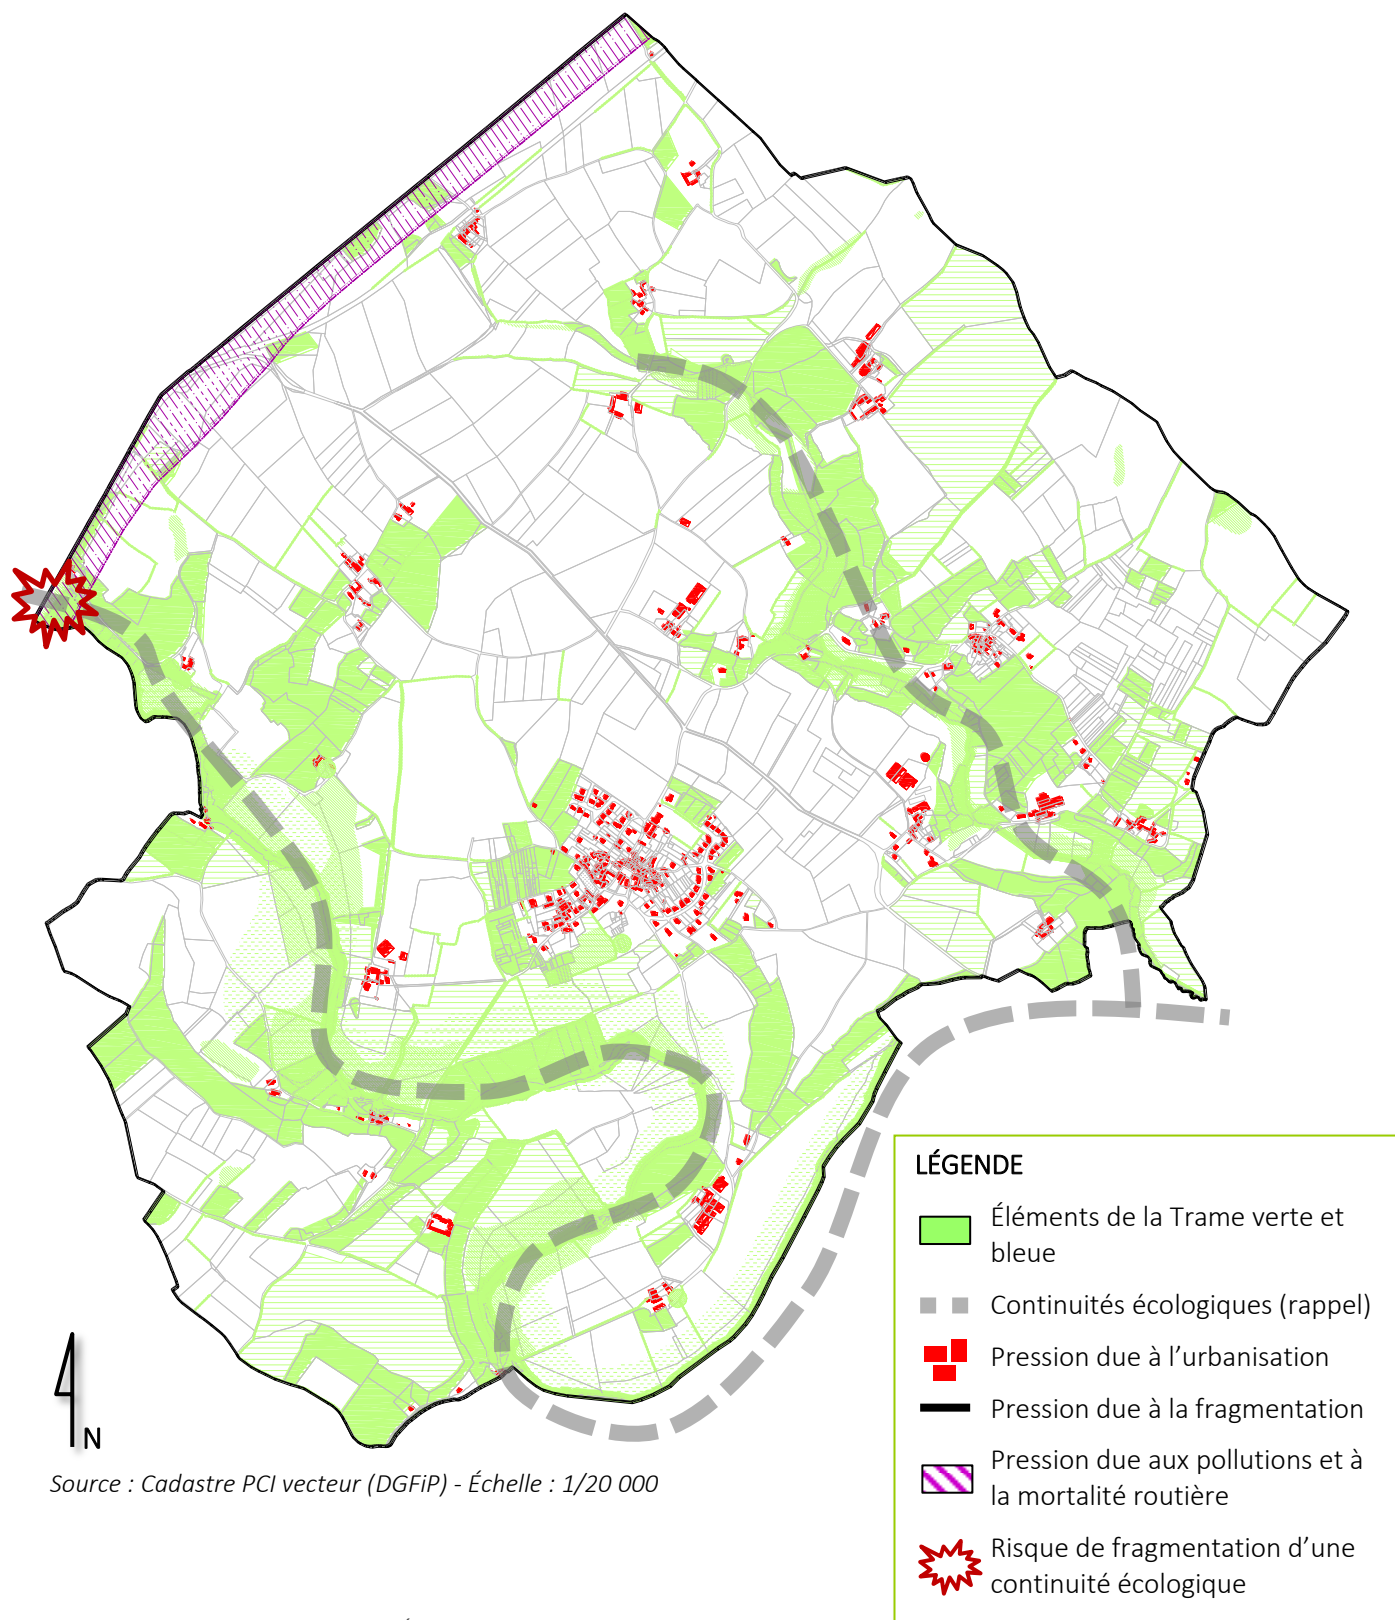 LÉGENDE
Éléments de la Trame verte et
bleue
Continuités écologiques (rappel)
Pression due à l'urbanisation
Pression due à la fragmentation
Pression due aux pollutions et à
la mortalité routière
Risque de fragmentation d'une
continuité écologique
N
Source : Cadastre PCI vecteur (DGFiP) - Échelle : 1/20 000